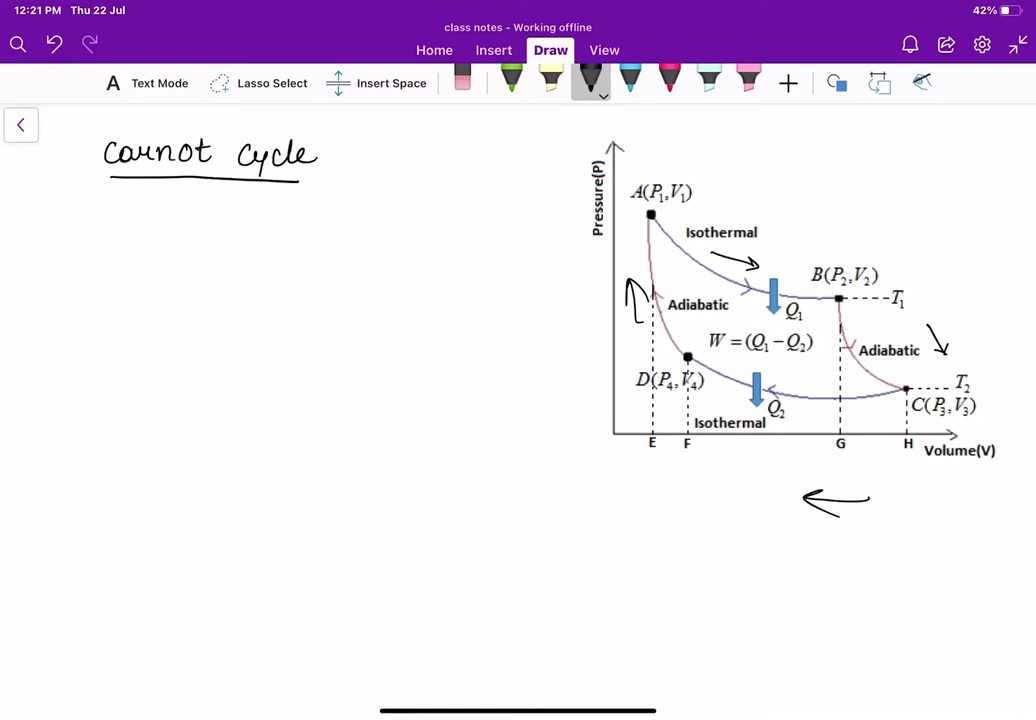 12:21 PM Thu 22 Jul
42%
class notes - Working offline
Home Insert Draw View
A Text Mode Lasso Select Insert Space
Carnot cycle
Pressure(P)
A(P₁,V₁)
Isothermal
B(P₂,V₂)
T₁
Q₁
Adiabatic
W = (Q₁ − Q₂)
Adiabatic
D(P₄,V₄)
T₂
Q₂
C(P₃,V₃)
Isothermal
E F G H
Volume(V)